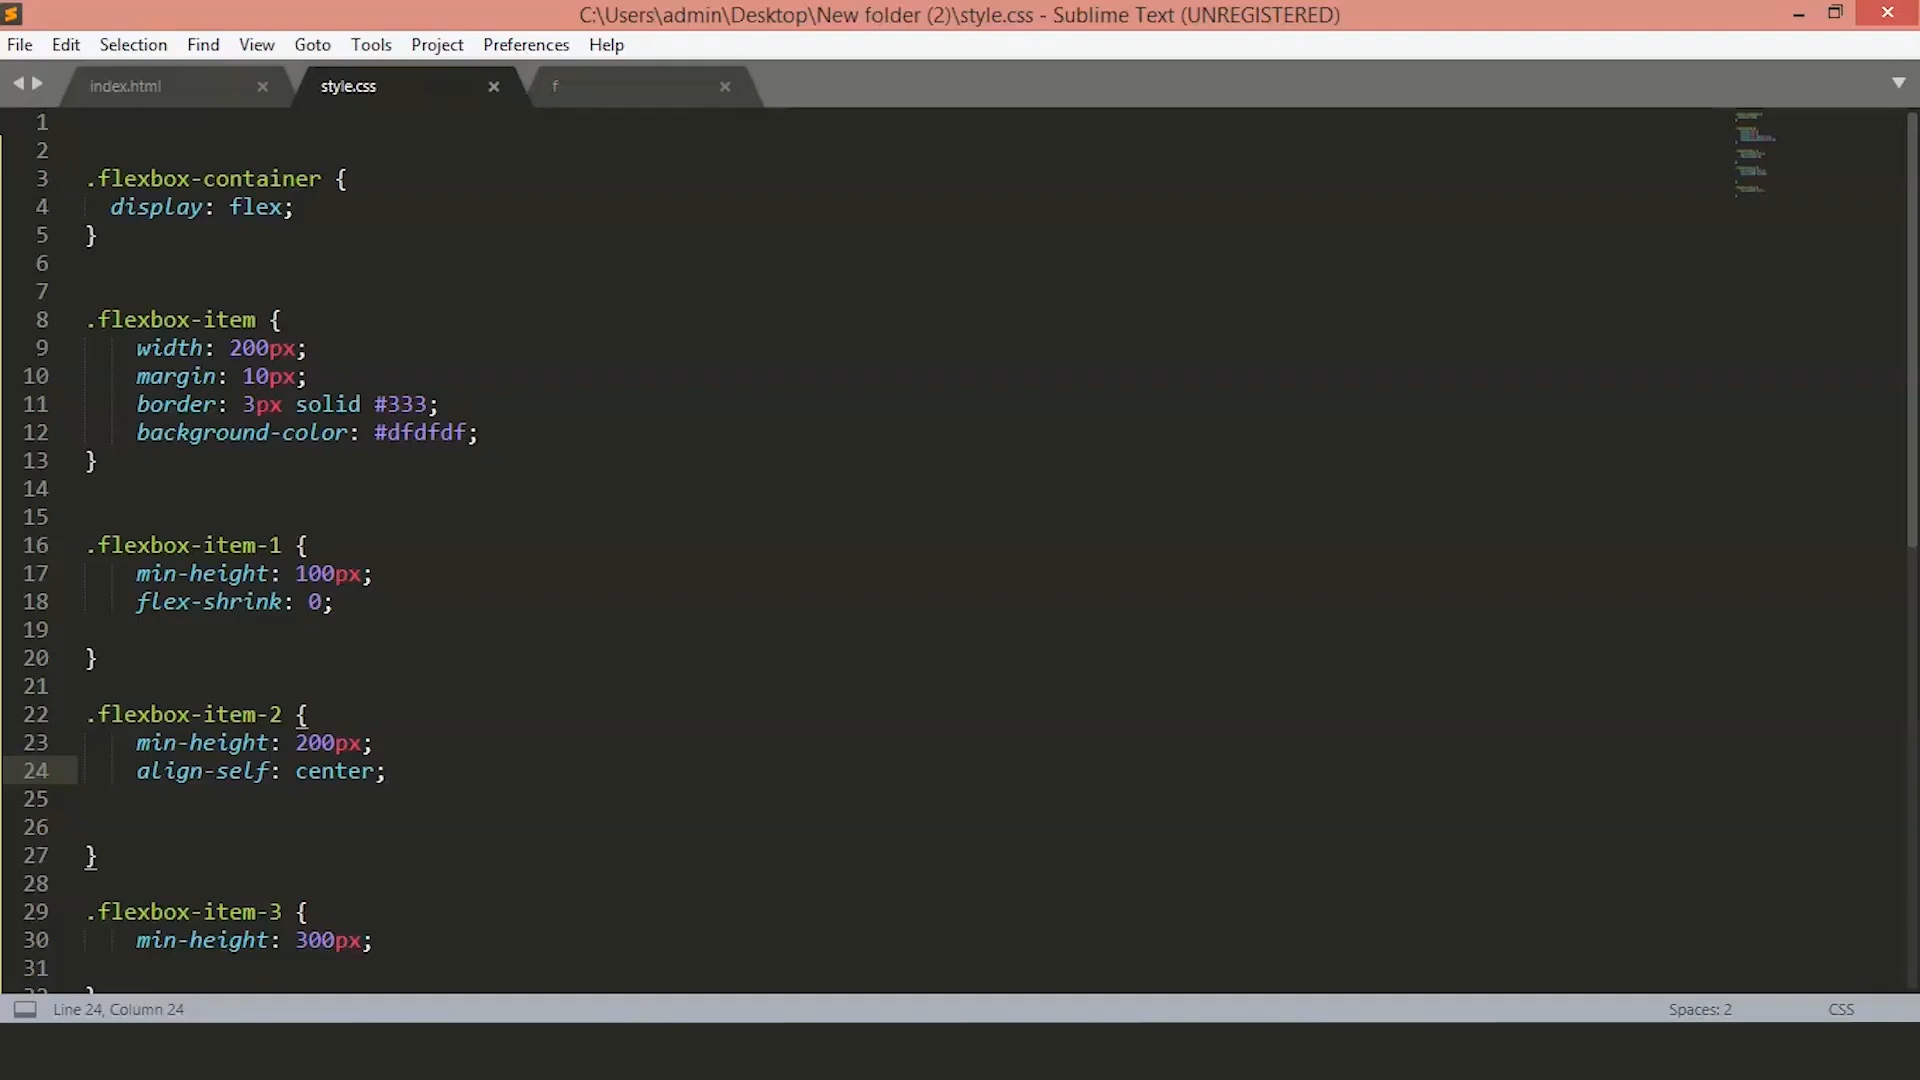 C:\Users\admin\Desktop\New folder (2)\style.css - Sublime Text (UNREGISTERED)
File Edit Selection Find View Goto Tools Project Preferences Help
index.html style.css f
1
2
3 .flexbox-container {
4 display: flex;
5 }
6
7
8 .flexbox-item {
9 width: 200px;
10 margin: 10px;
11 border: 3px solid #333;
12 background-color: #dfdfdf;
13 }
14
15
16 .flexbox-item-1 {
17 min-height: 100px;
18 flex-shrink: 0;
19
20 }
21
22 .flexbox-item-2 {
23 min-height: 200px;
24 align-self: center;
25
26
27 }
28
29 .flexbox-item-3 {
30 min-height: 300px;
31
Line 24, Column 24 Spaces: 2 CSS